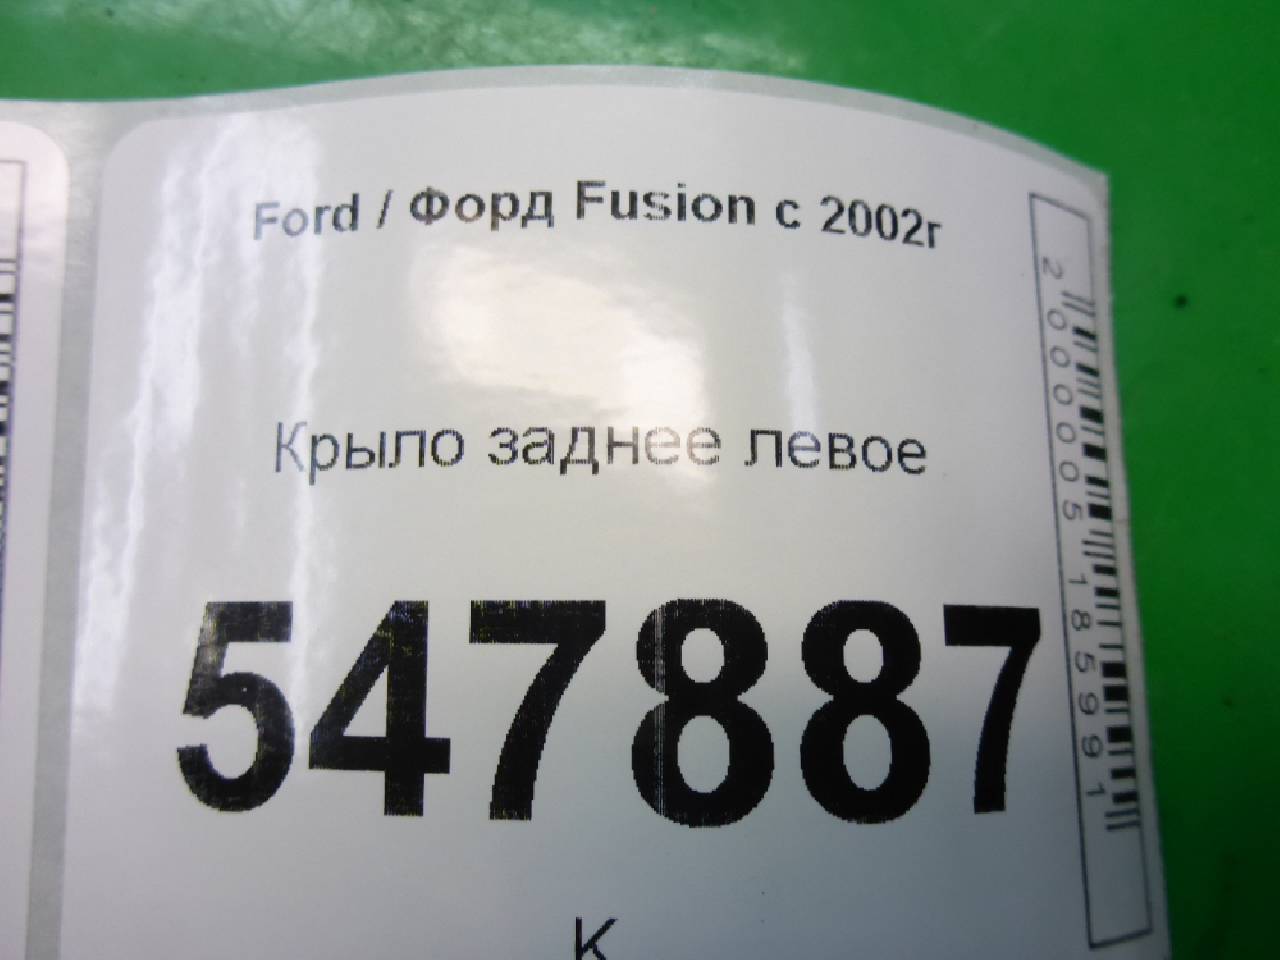 Ford / Форд Fusion с 2002г
Крыло заднее левое
547887
К
2000005185991